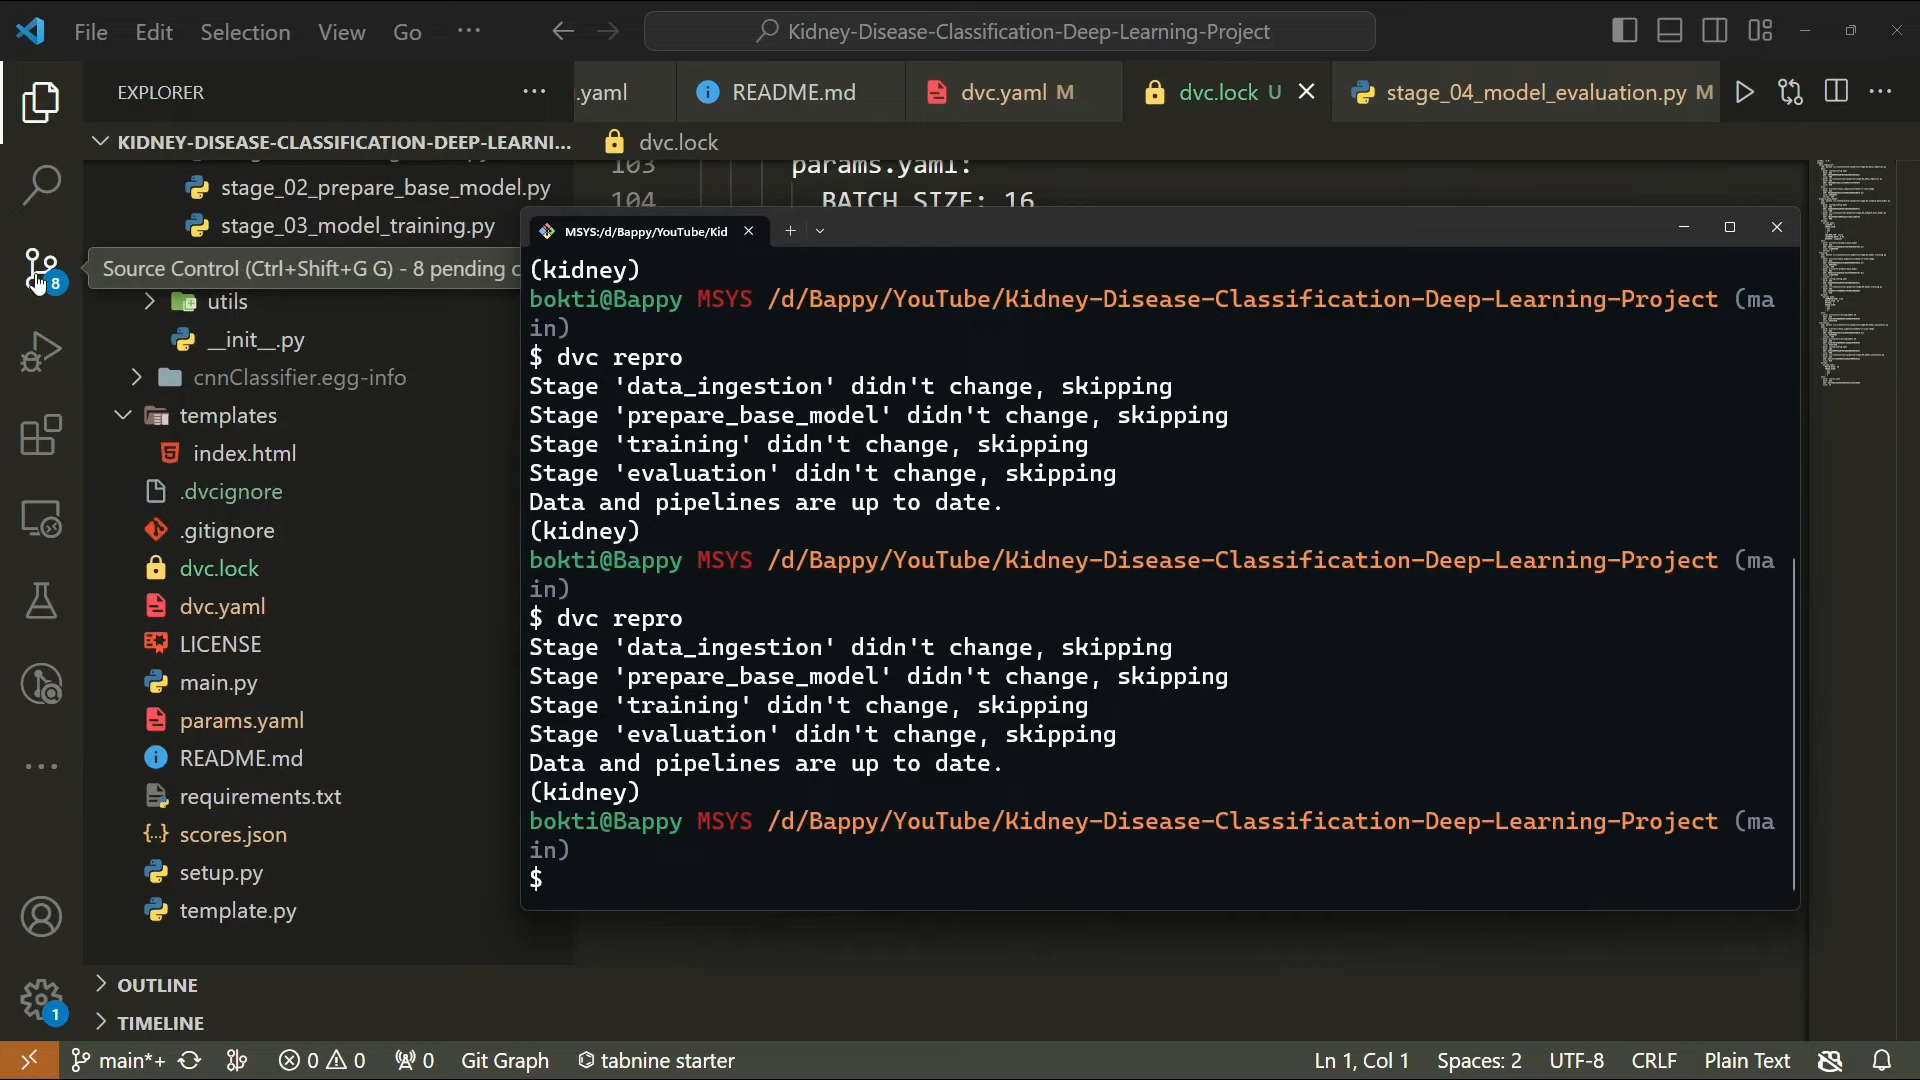 File Edit Selection View Go ···
Kidney-Disease-Classification-Deep-Learning-Project
EXPLORER
.yaml
README.md
dvc.yaml M
dvc.lock U
stage_04_model_evaluation.py M
KIDNEY-DISEASE-CLASSIFICATION-DEEP-LEARNI...
dvc.lock
103 params.yaml:
104 BATCH_SIZE: 16
stage_02_prepare_base_model.py
stage_03_model_training.py
Source Control (Ctrl+Shift+G G) - 8 pending c
8
utils
__init__.py
cnnClassifier.egg-info
templates
index.html
.dvcignore
.gitignore
dvc.lock
dvc.yaml
LICENSE
main.py
params.yaml
README.md
requirements.txt
scores.json
setup.py
template.py
OUTLINE
TIMELINE
1
MSYS:/d/Bappy/YouTube/Kid
(kidney)
bokti@Bappy MSYS /d/Bappy/YouTube/Kidney-Disease-Classification-Deep-Learning-Project (ma
in)
$ dvc repro
Stage 'data_ingestion' didn't change, skipping
Stage 'prepare_base_model' didn't change, skipping
Stage 'training' didn't change, skipping
Stage 'evaluation' didn't change, skipping
Data and pipelines are up to date.
(kidney)
bokti@Bappy MSYS /d/Bappy/YouTube/Kidney-Disease-Classification-Deep-Learning-Project (ma
in)
$ dvc repro
Stage 'data_ingestion' didn't change, skipping
Stage 'prepare_base_model' didn't change, skipping
Stage 'training' didn't change, skipping
Stage 'evaluation' didn't change, skipping
Data and pipelines are up to date.
(kidney)
bokti@Bappy MSYS /d/Bappy/YouTube/Kidney-Disease-Classification-Deep-Learning-Project (ma
in)
$
main*+ 0 0 0 Git Graph tabnine starter Ln 1, Col 1 Spaces: 2 UTF-8 CRLF Plain Text